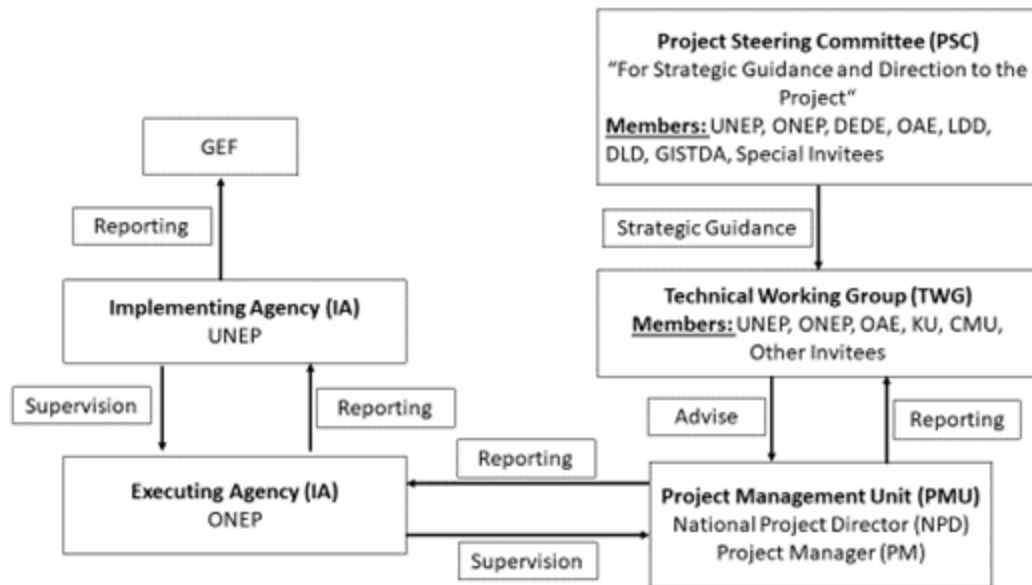 Project Steering Committee (PSC)
“For Strategic Guidance and Direction to the
Project“
Members: UNEP, ONEP, DEDE, OAE, LDD,
DLD, GISTDA, Special Invitees
GEF
Reporting
Strategic Guidance
Implementing Agency (IA)
UNEP
Technical Working Group (TWG)
Members: UNEP, ONEP, OAE, KU, CMU,
Other Invitees
Supervision
Reporting
Advise
Reporting
Reporting
Executing Agency (IA)
ONEP
Supervision
Project Management Unit (PMU)
National Project Director (NPD)
Project Manager (PM)